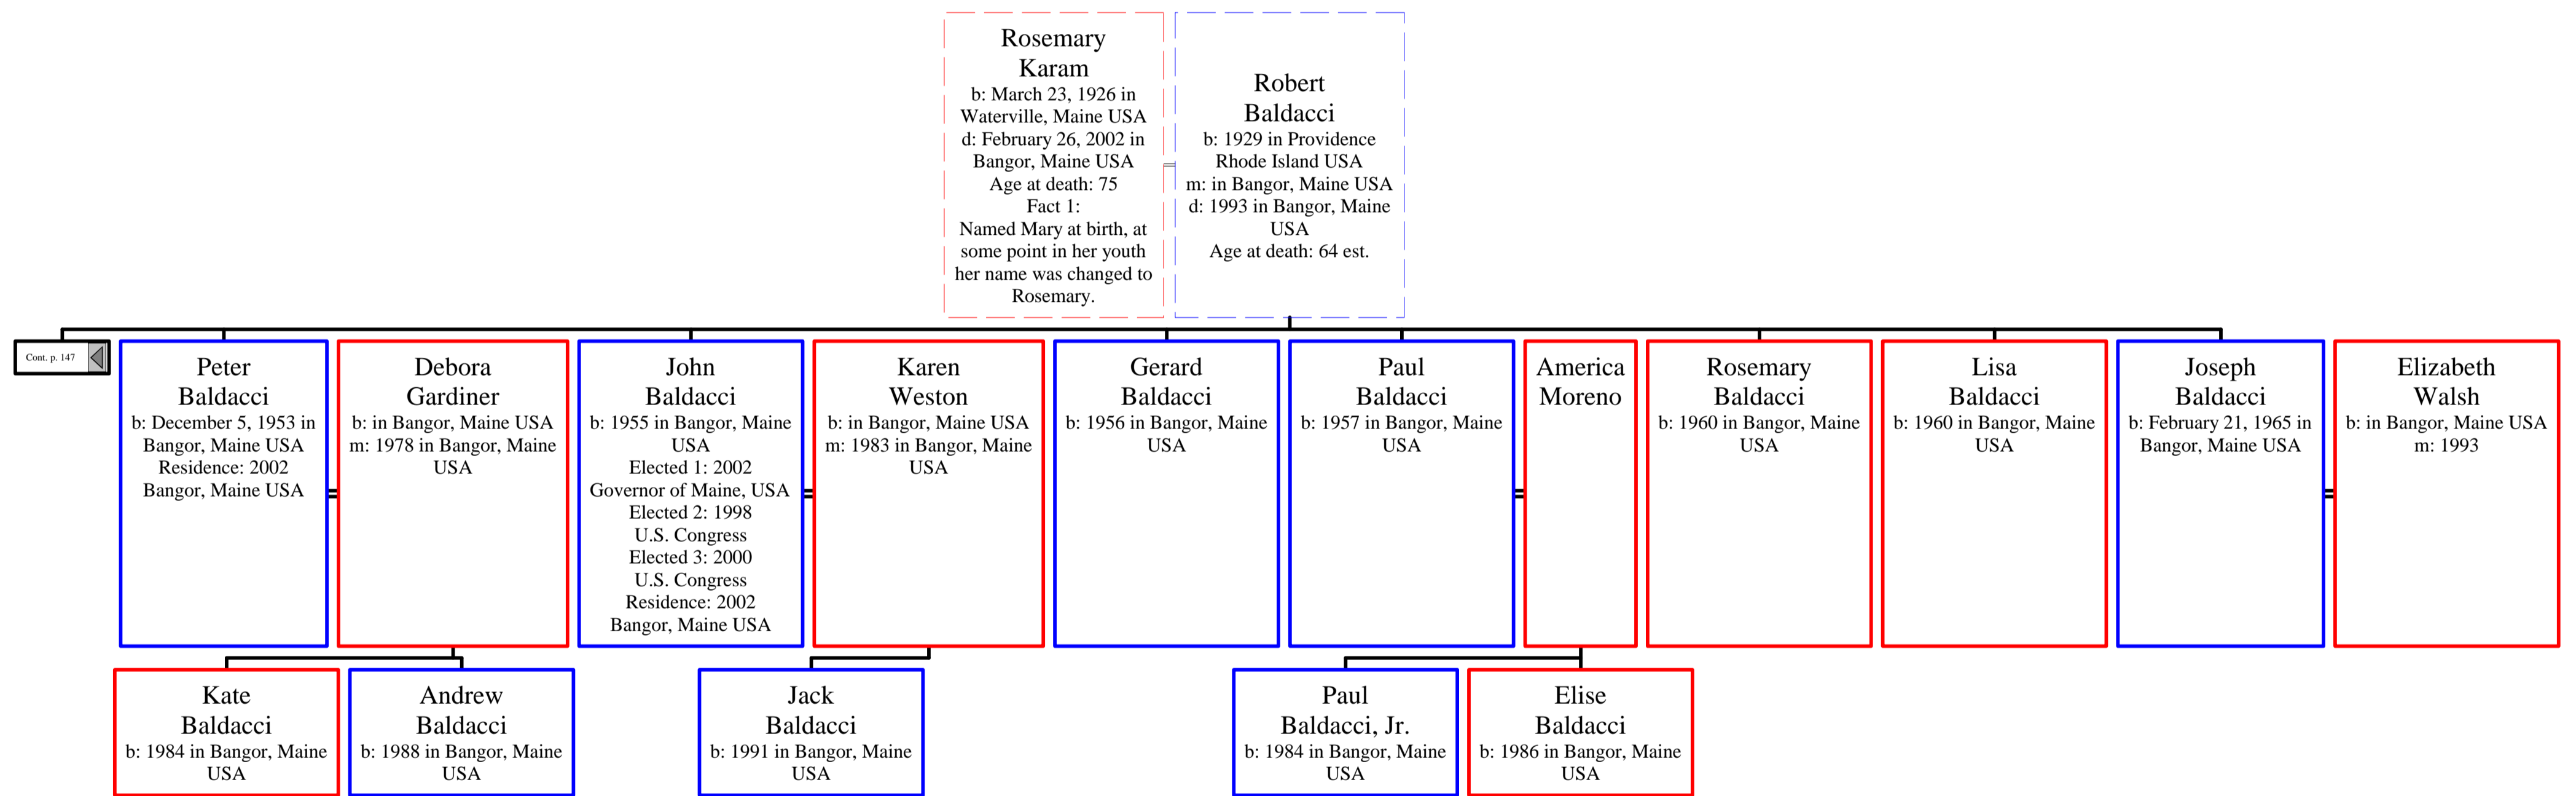 Rosemary
Karam
b: March 23, 1926 in
Waterville, Maine USA
d: February 26, 2002 in
Bangor, Maine USA
Age at death: 75
Fact 1:
Named Mary at birth, at
some point in her youth
her name was changed to
Rosemary.
Robert
Baldacci
b: 1929 in Providence
Rhode Island USA
m: in Bangor, Maine USA
d: 1993 in Bangor, Maine
USA
Age at death: 64 est.
Cont. p. 147
Peter
Baldacci
b: December 5, 1953 in
Bangor, Maine USA
Residence: 2002
Bangor, Maine USA
Debora
Gardiner
b: in Bangor, Maine USA
m: 1978 in Bangor, Maine
USA
John
Baldacci
b: 1955 in Bangor, Maine
USA
Elected 1: 2002
Governor of Maine, USA
Elected 2: 1998
U.S. Congress
Elected 3: 2000
U.S. Congress
Residence: 2002
Bangor, Maine USA
Karen
Weston
b: in Bangor, Maine USA
m: 1983 in Bangor, Maine
USA
Gerard
Baldacci
b: 1956 in Bangor, Maine
USA
Paul
Baldacci
b: 1957 in Bangor, Maine
USA
America
Moreno
Rosemary
Baldacci
b: 1960 in Bangor, Maine
USA
Lisa
Baldacci
b: 1960 in Bangor, Maine
USA
Joseph
Baldacci
b: February 21, 1965 in
Bangor, Maine USA
Elizabeth
Walsh
b: in Bangor, Maine USA
m: 1993
Kate
Baldacci
b: 1984 in Bangor, Maine
USA
Andrew
Baldacci
b: 1988 in Bangor, Maine
USA
Jack
Baldacci
b: 1991 in Bangor, Maine
USA
Paul
Baldacci, Jr.
b: 1984 in Bangor, Maine
USA
Elise
Baldacci
b: 1986 in Bangor, Maine
USA